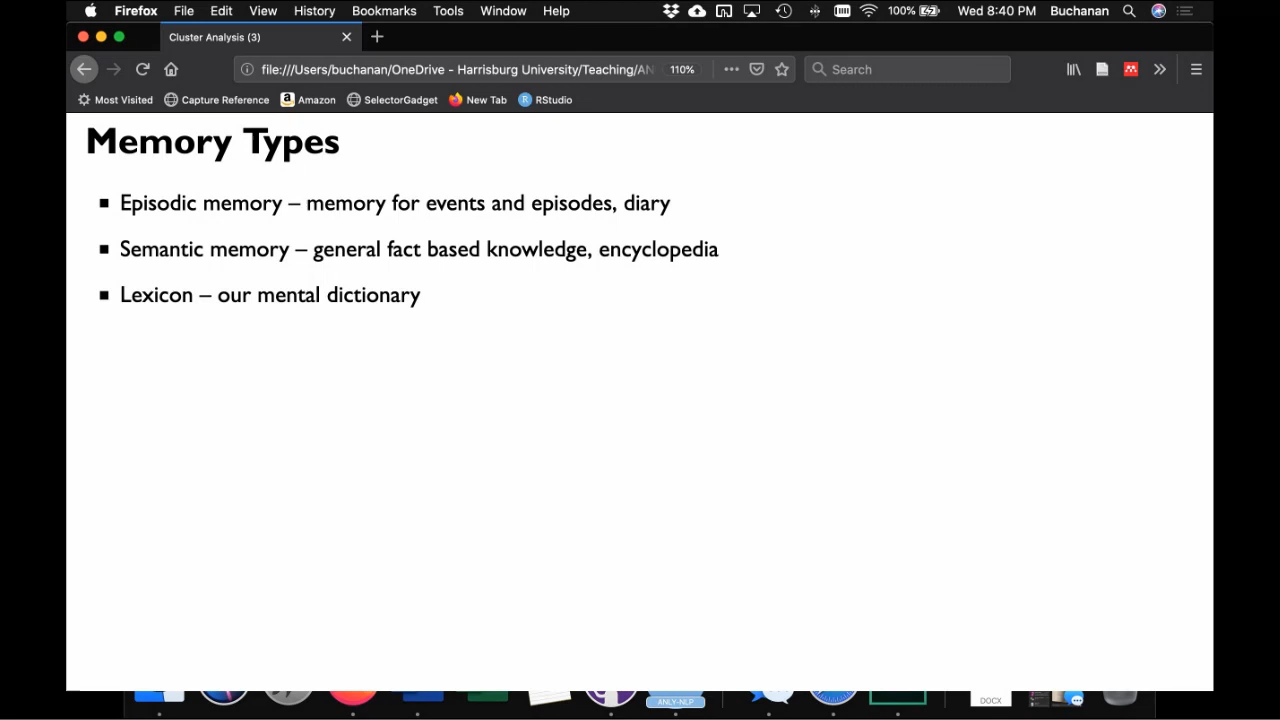 Firefox File Edit View History Bookmarks Tools Window Help 100% Wed 8:40 PM Buchanan
Cluster Analysis (3)
file:///Users/buchanan/OneDrive - Harrisburg University/Teaching/AN 110% Search
Most Visited Capture Reference Amazon SelectorGadget New Tab RStudio
Memory Types
Episodic memory – memory for events and episodes, diary
Semantic memory – general fact based knowledge, encyclopedia
Lexicon – our mental dictionary
ANLY-NLP
DOCX